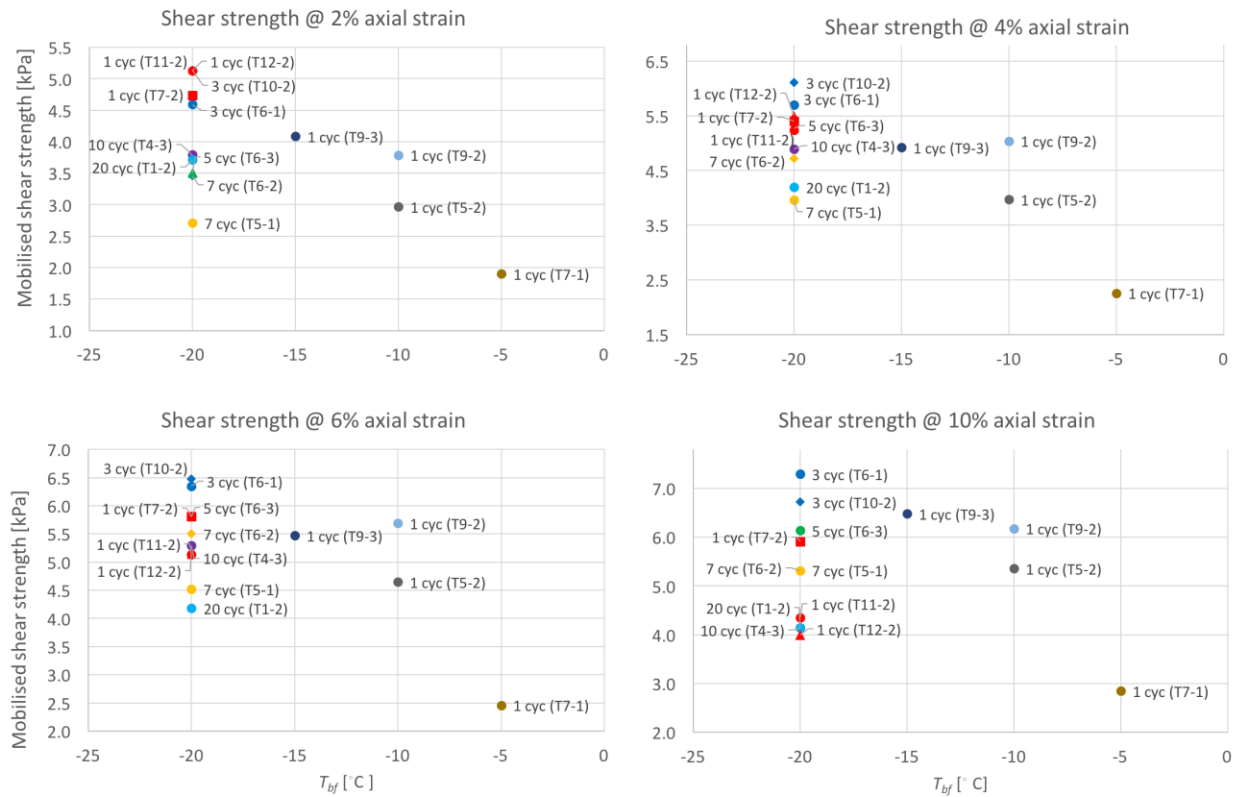 Shear strength @ 2% axial strain
Mobilised shear strength [kPa]
5.5
5.0
4.5
4.0
3.5
3.0
2.5
2.0
1.5
1.0
1 cyc (T11-2)
1 cyc (T12-2)
3 cyc (T10-2)
1 cyc (T7-2)
3 cyc (T6-1)
1 cyc (T9-3)
10 cyc (T4-3)
5 cyc (T6-3)
1 cyc (T9-2)
20 cyc (T1-2)
7 cyc (T6-2)
7 cyc (T5-1)
1 cyc (T5-2)
1 cyc (T7-1)
-25 -20 -15 -10 -5 0
Shear strength @ 4% axial strain
6.5
5.5
4.5
3.5
2.5
1.5
3 cyc (T10-2)
1 cyc (T12-2)
3 cyc (T6-1)
1 cyc (T7-2)
5 cyc (T6-3)
1 cyc (T11-2)
10 cyc (T4-3)
1 cyc (T9-3)
1 cyc (T9-2)
7 cyc (T6-2)
20 cyc (T1-2)
7 cyc (T5-1)
1 cyc (T5-2)
1 cyc (T7-1)
-25 -20 -15 -10 -5 0
Shear strength @ 6% axial strain
Mobilised shear strength [kPa]
7.0
6.5
6.0
5.5
5.0
4.5
4.0
3.5
3.0
2.5
2.0
3 cyc (T10-2)
3 cyc (T6-1)
1 cyc (T7-2)
5 cyc (T6-3)
7 cyc (T6-2)
1 cyc (T9-3)
1 cyc (T9-2)
1 cyc (T11-2)
10 cyc (T4-3)
1 cyc (T12-2)
7 cyc (T5-1)
20 cyc (T1-2)
1 cyc (T5-2)
1 cyc (T7-1)
-25 -20 -15 -10 -5 0
T bf [°C ]
Shear strength @ 10% axial strain
7.0
6.0
5.0
4.0
3.0
2.0
3 cyc (T6-1)
3 cyc (T10-2)
1 cyc (T9-3)
5 cyc (T6-3)
1 cyc (T9-2)
1 cyc (T7-2)
7 cyc (T6-2)
7 cyc (T5-1)
1 cyc (T5-2)
20 cyc (T1-2)
1 cyc (T11-2)
10 cyc (T4-3)
1 cyc (T12-2)
1 cyc (T7-1)
-25 -20 -15 -10 -5 0
T bf [° C]